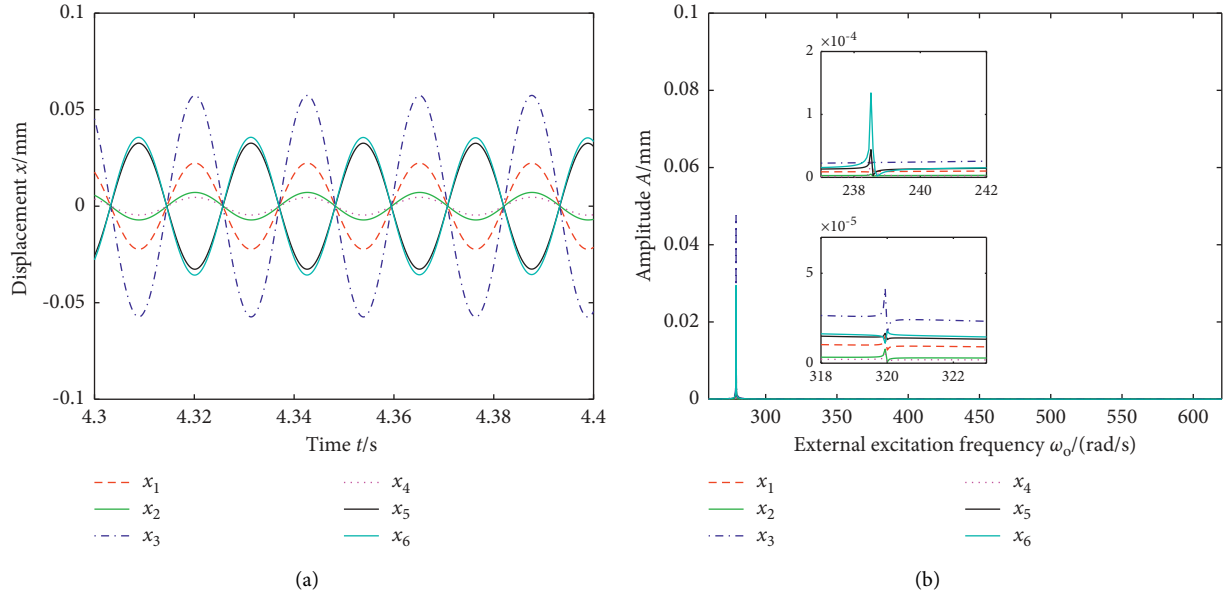 0.1
0.05
0
-0.05
-0.1
Displacement x/mm
4.3
4.32
4.34
4.36
4.38
4.4
Time t/s
x1
x2
x3
x4
x5
x6
(a)
0.1
0.08
0.06
0.04
0.02
0
Amplitude A/mm
×10-4
2
1
0
238
240
242
×10-5
5
0
318
320
322
300
350
400
450
500
550
600
External excitation frequency ωo/(rad/s)
x1
x2
x3
x4
x5
x6
(b)